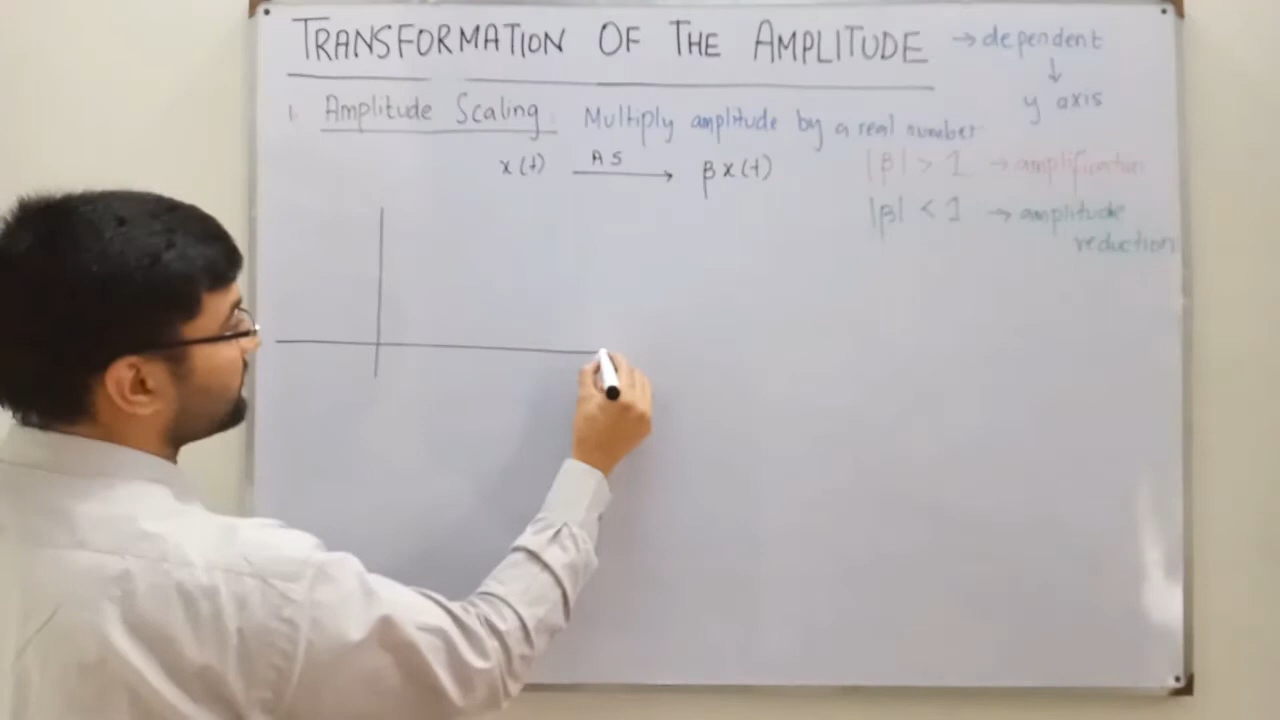 TRANSFORMATION OF THE AMPLITUDE → dependent
↓
y axis
1. Amplitude Scaling Multiply amplitude by a real number
x(t) AS → βx(t)
|β| > 1 → amplification
|β| < 1 → amplitude
reduction